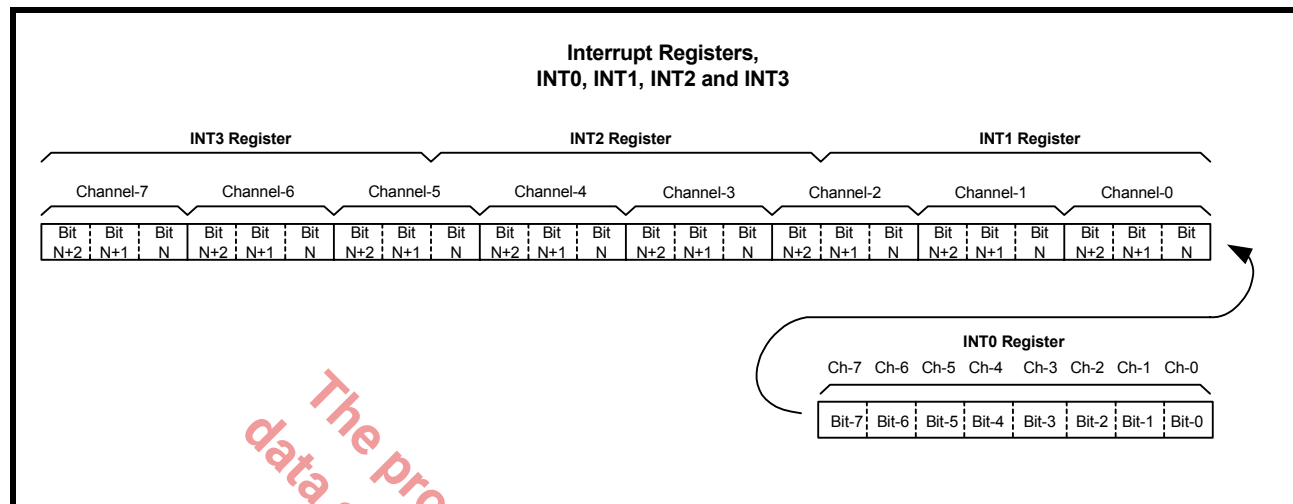 Interrupt Registers,
INT0, INT1, INT2 and INT3
INT3 Register INT2 Register INT1 Register
Channel-7 Channel-6 Channel-5 Channel-4 Channel-3 Channel-2 Channel-1 Channel-0
Bit Bit Bit Bit Bit Bit Bit Bit Bit Bit Bit Bit Bit Bit Bit Bit Bit Bit Bit Bit Bit Bit Bit Bit
N+2 N+1 N N+2 N+1 N N+2 N+1 N N+2 N+1 N N+2 N+1 N N+2 N+1 N N+2 N+1 N N+2 N+1 N
INT0 Register
Ch-7 Ch-6 Ch-5 Ch-4 Ch-3 Ch-2 Ch-1 Ch-0
Bit-7 Bit-6 Bit-5 Bit-4 Bit-3 Bit-2 Bit-1 Bit-0
The pro
data